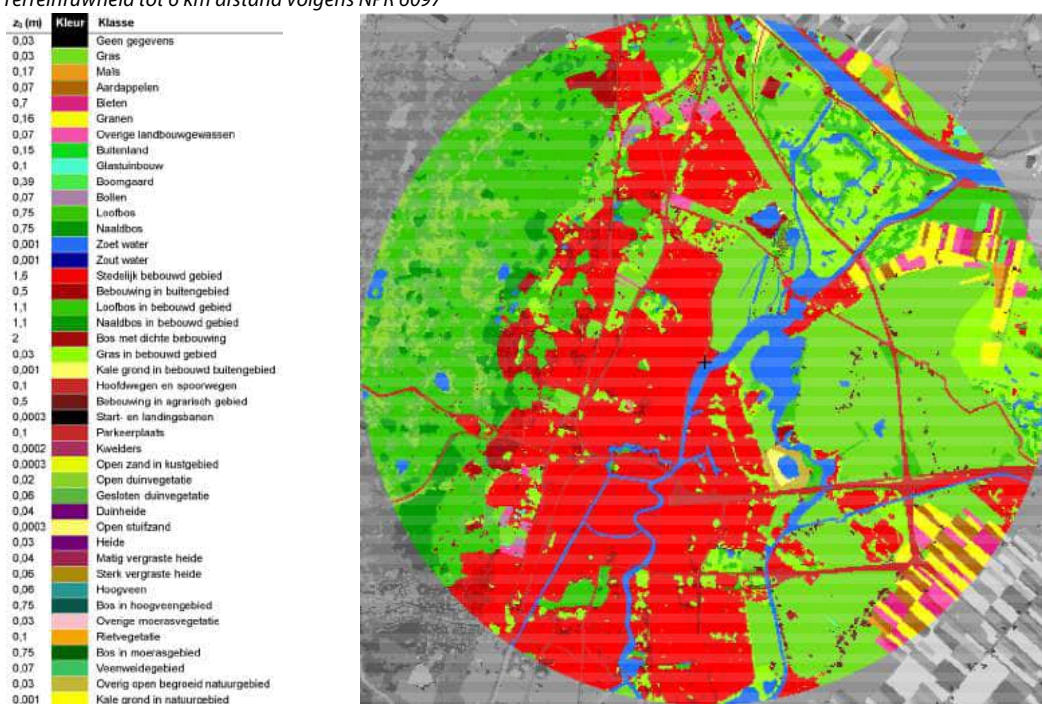 Terreinruwheid tot 6 km afstand volgens NPR 6097
z₀ (m) Kleur Klasse
0,03 Geen gegevens
0,03 Gras
0,17 Maïs
0,07 Aardappelen
0,7 Bieten
0,16 Granen
0,07 Overige landbouwgewassen
0,15 Buitenland
0,1 Glastuinbouw
0,39 Boomgaard
0,07 Bollen
0,75 Loofbos
0,75 Naaldbos
0,001 Zoet water
0,001 Zout water
1,6 Stedelijk bebouwd gebied
0,5 Bebouwing in buitengebied
1,1 Loofbos in bebouwd gebied
1,1 Naaldbos in bebouwd gebied
2 Bos met dichte bebouwing
0,03 Gras in bebouwd gebied
0,001 Kale grond in bebouwd buitengebied
0,1 Hoofdwegen en spoorwegen
0,5 Bebouwing in agrarisch gebied
0,0003 Start- en landingsbanen
0,1 Parkeerplaats
0,0002 Kwelders
0,0003 Open zand in kustgebied
0,02 Open duinvegetatie
0,06 Gesloten duinvegetatie
0,04 Duinheide
0,0003 Open stuifzand
0,03 Heide
0,04 Matig vergraste heide
0,06 Sterk vergraste heide
0,06 Hoogveen
0,75 Bos in hoogveengebied
0,03 Overige moerasvegetatie
0,1 Rietvegetatie
0,75 Bos in moerasgebied
0,07 Veenweidegebied
0,03 Overig open begroeid natuurgebied
0,001 Kale grond in natuurgebied